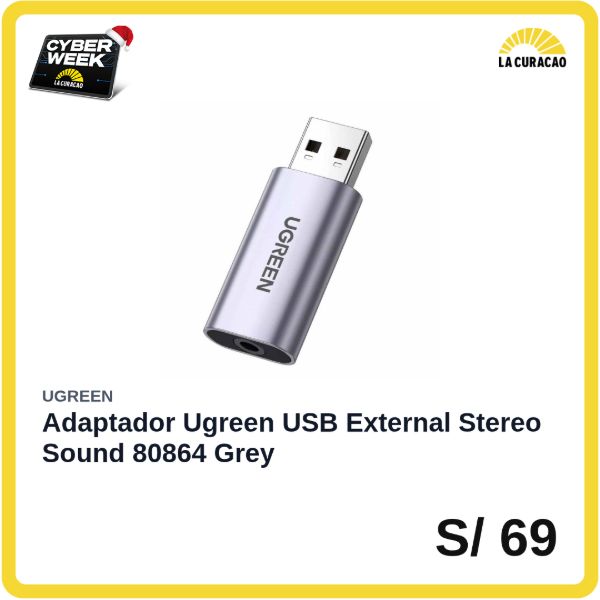 CYBER
WEEK
LA CURACAO
LA CURACAO
UGREEN
UGREEN
Adaptador Ugreen USB External Stereo
Sound 80864 Grey
S/ 69